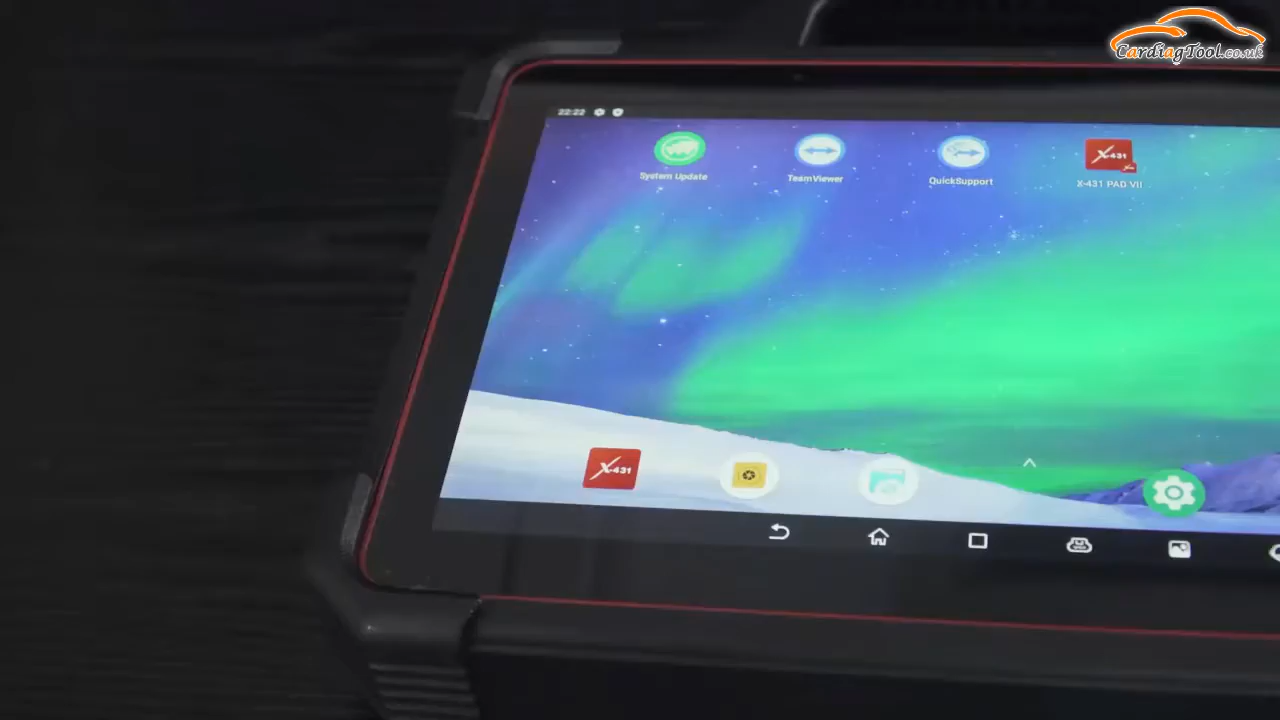 CardiagTool.co.uk
22:22
System Update
TeamViewer
QuickSupport
X-431
X-431 PAD VII
X-431